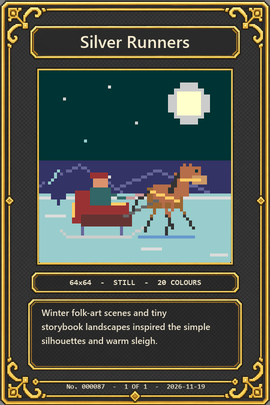 Silver Runners
64x64 - STILL - 20 COLOURS
Winter folk-art scenes and tiny
storybook landscapes inspired the simple
silhouettes and warm sleigh.
No. 000087 - 1 OF 1 - 2026-11-19